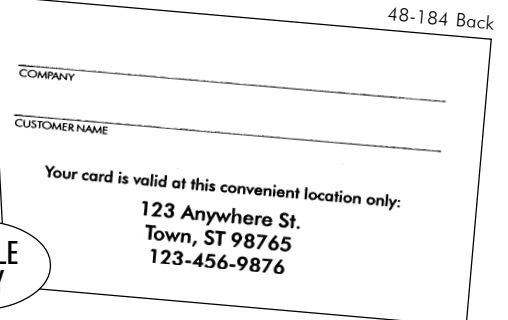 48-184 Back
COMPANY
CUSTOMER NAME
Your card is valid at this convenient location only:
123 Anywhere St.
Town, ST 98765
123-456-9876